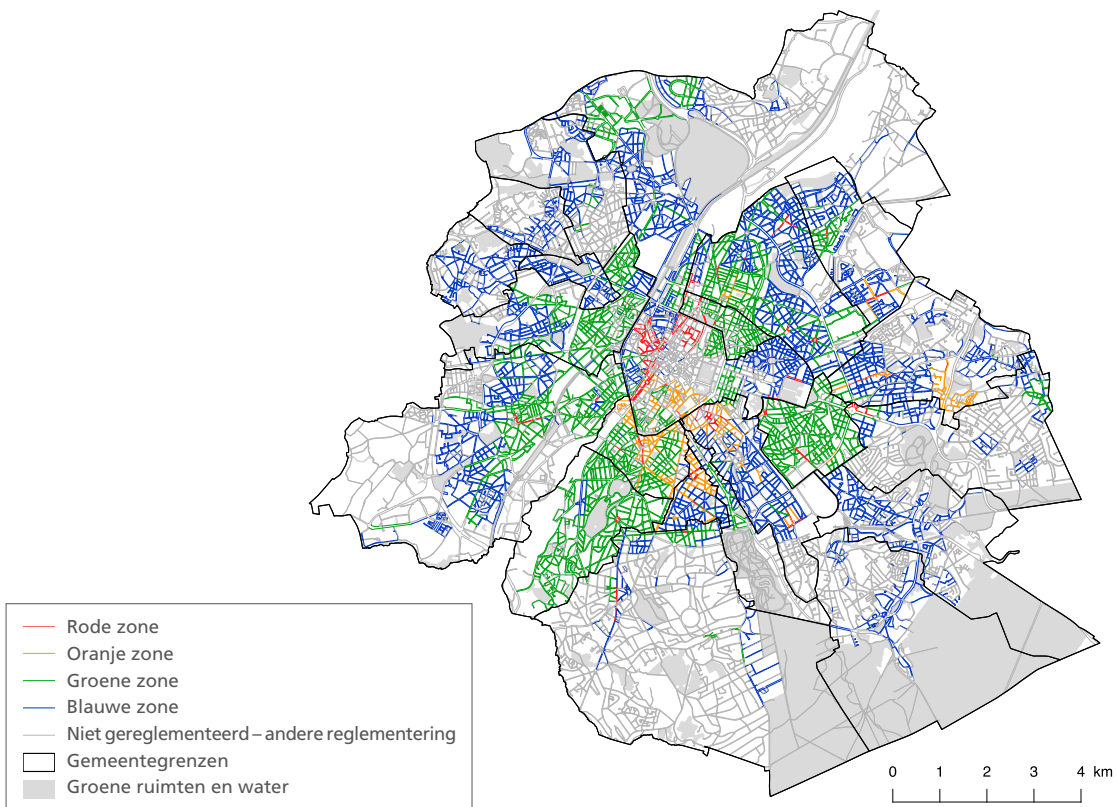 Rode zone
Oranje zone
Groene zone
Blauwe zone
Niet gereglementeerd – andere reglementering
Gemeentegrenzen
Groene ruimten en water
0 1 2 3 4 km